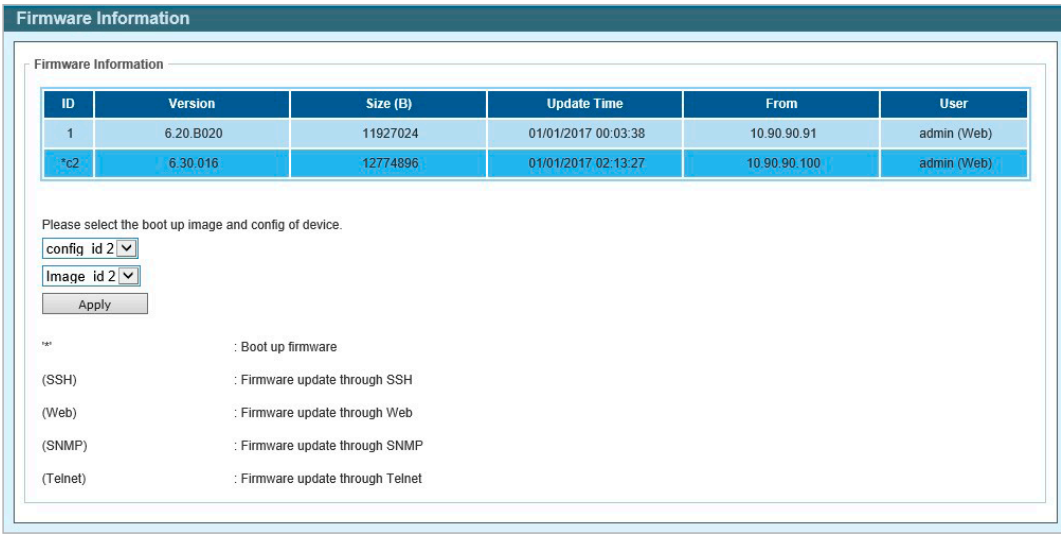 Firmware Information
Firmware Information
ID Version Size (B) Update Time From User
1 6.20.B020 11927024 01/01/2017 00:03:38 10.90.90.91 admin (Web)
*c2 6.30.016 12774896 01/01/2017 02:13:27 10.90.90.100 admin (Web)
Please select the boot up image and config of device.
config_id 2
Image_id 2
Apply
'*' : Boot up firmware
(SSH) : Firmware update through SSH
(Web) : Firmware update through Web
(SNMP) : Firmware update through SNMP
(Telnet) : Firmware update through Telnet